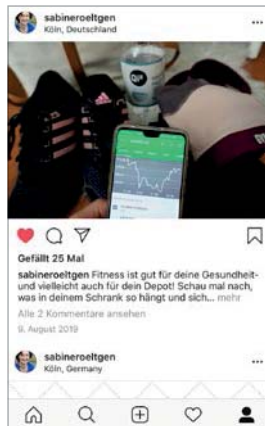 sabineroeltgen
Köln, Deutschland
Gefällt 25 Mal
sabineroeltgen Fitness ist gut für deine Gesundheit-
und vielleicht auch für dein Depot! Schau mal nach,
was in deinem Schrank so hängt und sich... mehr
Alle 2 Kommentare ansehen
9. August 2019
sabineroeltgen
Köln, Germany